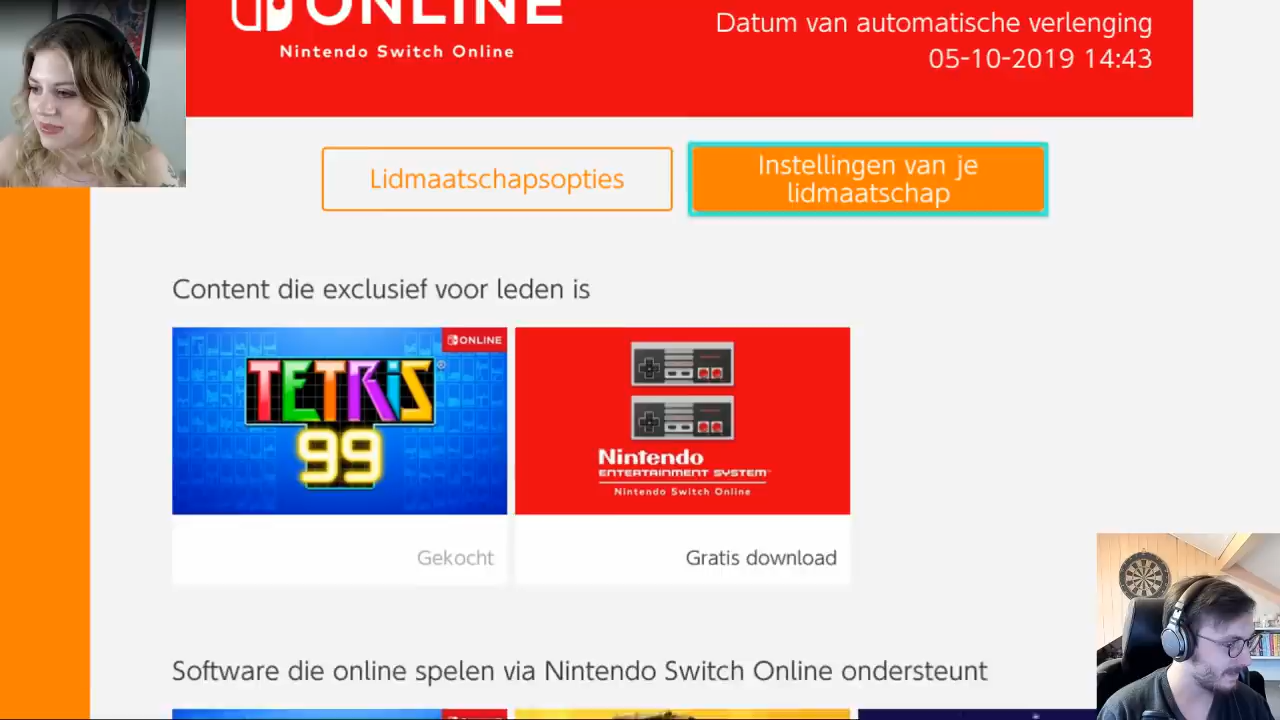 ONLINE
Nintendo Switch Online
Datum van automatische verlenging
05-10-2019 14:43
Lidmaatschapsopties
Instellingen van je
lidmaatschap
Content die exclusief voor leden is
ONLINE
TETRIS®
99
Gekocht
Nintendo
ENTERTAINMENT SYSTEM™
Nintendo Switch Online
Gratis download
Software die online spelen via Nintendo Switch Online ondersteunt